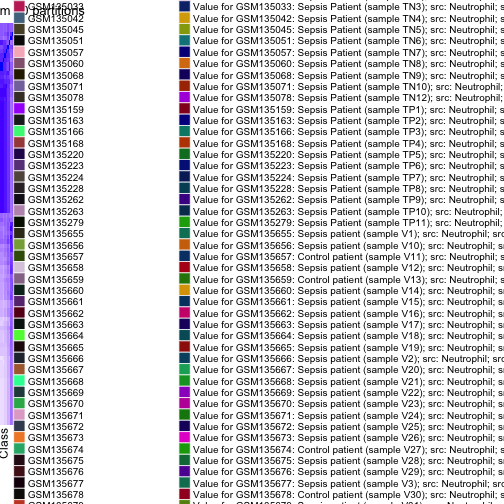 partitions
GSM135033 Value for GSM135033: Sepsis Patient (sample TN3); src: Neutrophil; s
GSM135042 Value for GSM135042: Sepsis Patient (sample TN4); src: Neutrophil; s
GSM135045 Value for GSM135045: Sepsis Patient (sample TN5); src: Neutrophil; s
GSM135051 Value for GSM135051: Sepsis Patient (sample TN6); src: Neutrophil; s
GSM135057 Value for GSM135057: Sepsis Patient (sample TN7); src: Neutrophil; s
GSM135060 Value for GSM135060: Sepsis Patient (sample TN8); src: Neutrophil; s
GSM135068 Value for GSM135068: Sepsis Patient (sample TN9); src: Neutrophil; s
GSM135071 Value for GSM135071: Sepsis Patient (sample TN10); src: Neutrophil;
GSM135078 Value for GSM135078: Sepsis Patient (sample TN12); src: Neutrophil;
GSM135159 Value for GSM135159: Sepsis Patient (sample TP1); src: Neutrophil; s
GSM135163 Value for GSM135163: Sepsis Patient (sample TP2); src: Neutrophil; s
GSM135166 Value for GSM135166: Sepsis Patient (sample TP3); src: Neutrophil; s
GSM135168 Value for GSM135168: Sepsis Patient (sample TP4); src: Neutrophil; s
GSM135220 Value for GSM135220: Sepsis Patient (sample TP5); src: Neutrophil; s
GSM135223 Value for GSM135223: Sepsis Patient (sample TP6); src: Neutrophil; s
GSM135224 Value for GSM135224: Sepsis Patient (sample TP7); src: Neutrophil; s
GSM135228 Value for GSM135228: Sepsis Patient (sample TP8); src: Neutrophil; s
GSM135262 Value for GSM135262: Sepsis Patient (sample TP9); src: Neutrophil; s
GSM135263 Value for GSM135263: Sepsis Patient (sample TP10); src: Neutrophil;
GSM135279 Value for GSM135279: Sepsis Patient (sample TP11); src: Neutrophil;
GSM135655 Value for GSM135655: Sepsis patient (sample V1); src: Neutrophil; src
GSM135656 Value for GSM135656: Sepsis patient (sample V10); src: Neutrophil; s
GSM135657 Value for GSM135657: Control patient (sample V11); src: Neutrophil; s
GSM135658 Value for GSM135658: Sepsis patient (sample V12); src: Neutrophil; s
GSM135659 Value for GSM135659: Control patient (sample V13); src: Neutrophil; s
GSM135660 Value for GSM135660: Sepsis patient (sample V14); src: Neutrophil; s
GSM135661 Value for GSM135661: Sepsis patient (sample V15); src: Neutrophil; s
GSM135662 Value for GSM135662: Sepsis patient (sample V16); src: Neutrophil; s
GSM135663 Value for GSM135663: Sepsis patient (sample V17); src: Neutrophil; s
GSM135664 Value for GSM135664: Sepsis patient (sample V18); src: Neutrophil; s
GSM135665 Value for GSM135665: Sepsis patient (sample V19); src: Neutrophil; s
GSM135666 Value for GSM135666: Sepsis patient (sample V2); src: Neutrophil; src
GSM135667 Value for GSM135667: Sepsis patient (sample V20); src: Neutrophil; s
GSM135668 Value for GSM135668: Sepsis patient (sample V21); src: Neutrophil; s
GSM135669 Value for GSM135669: Sepsis patient (sample V22); src: Neutrophil; s
GSM135670 Value for GSM135670: Sepsis patient (sample V23); src: Neutrophil; s
GSM135671 Value for GSM135671: Sepsis patient (sample V24); src: Neutrophil; s
GSM135672 Value for GSM135672: Sepsis patient (sample V25); src: Neutrophil; s
GSM135673 Value for GSM135673: Sepsis patient (sample V26); src: Neutrophil; s
GSM135674 Value for GSM135674: Control patient (sample V27); src: Neutrophil; s
GSM135675 Value for GSM135675: Sepsis patient (sample V28); src: Neutrophil; s
GSM135676 Value for GSM135676: Sepsis patient (sample V29); src: Neutrophil; s
GSM135677 Value for GSM135677: Sepsis patient (sample V3); src: Neutrophil; src
GSM135678 Value for GSM135678: Control patient (sample V30); src: Neutrophil; s
Class